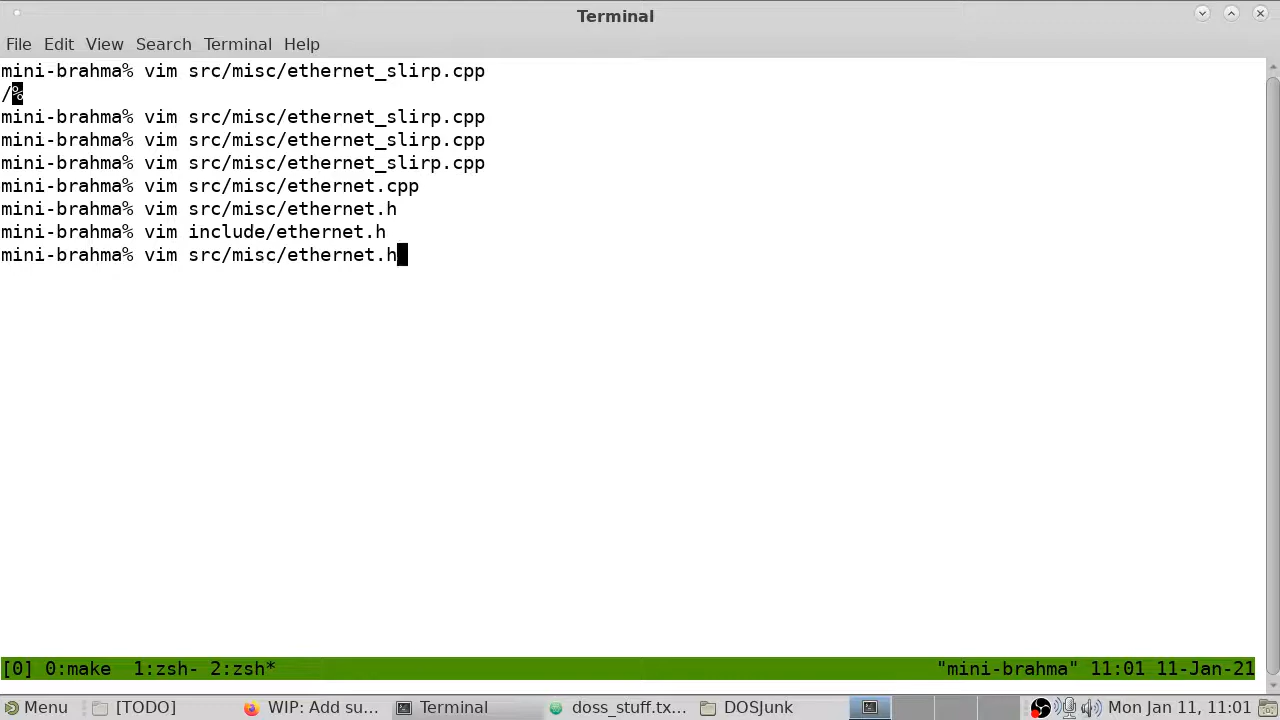 Terminal
File Edit View Search Terminal Help
mini-brahma% vim src/misc/ethernet_slirp.cpp
/%
mini-brahma% vim src/misc/ethernet_slirp.cpp
mini-brahma% vim src/misc/ethernet_slirp.cpp
mini-brahma% vim src/misc/ethernet_slirp.cpp
mini-brahma% vim src/misc/ethernet.cpp
mini-brahma% vim src/misc/ethernet.h
mini-brahma% vim include/ethernet.h
mini-brahma% vim src/misc/ethernet.h
[0] 0:make 1:zsh- 2:zsh* "mini-brahma" 11:01 11-Jan-21
Menu [TODO] WIP: Add su... Terminal doss_stuff.tx... DOSJunk Mon Jan 11, 11:01